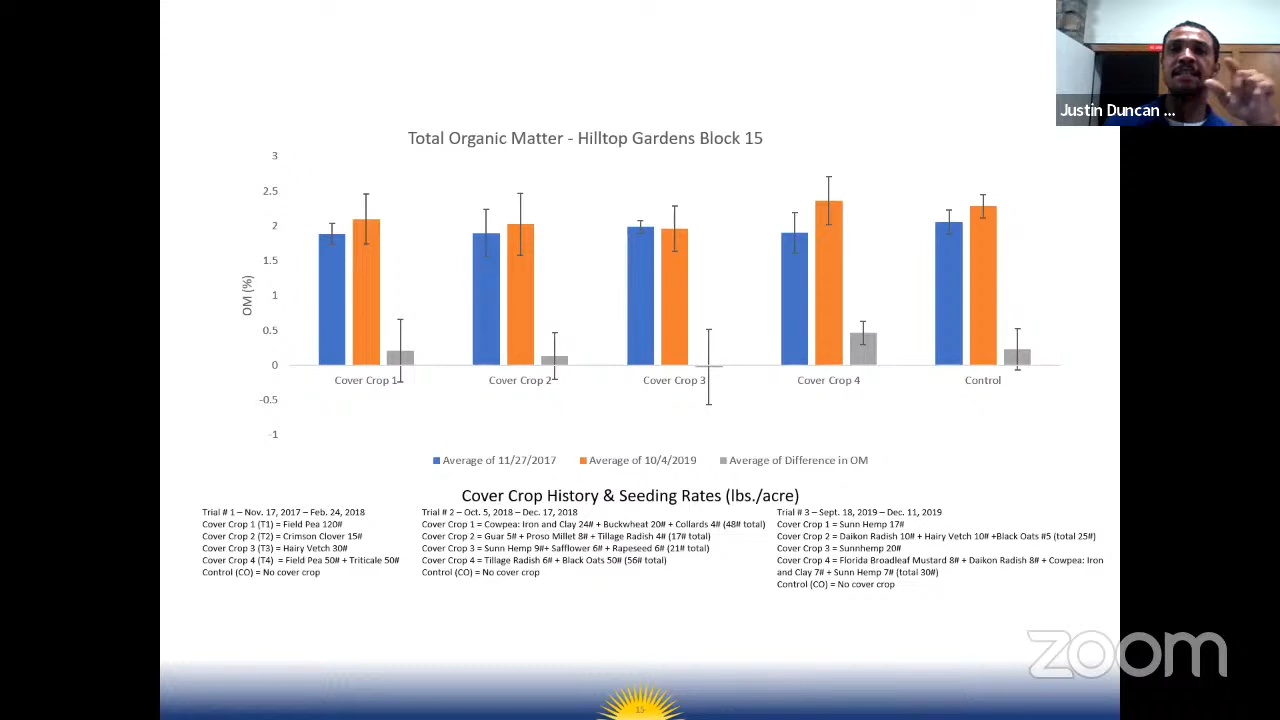 Justin Duncan ...
Total Organic Matter - Hilltop Gardens Block 15
3
2.5
2
1.5
1
0.5
0
-0.5
-1
OM (%)
Cover Crop 1
Cover Crop 2
Cover Crop 3
Cover Crop 4
Control
Average of 11/27/2017
Average of 10/4/2019
Average of Difference in OM
Cover Crop History & Seeding Rates (lbs./acre)
Trial # 1 - Nov. 17, 2017 - Feb. 24, 2018
Cover Crop 1 (T1) = Field Pea 120#
Cover Crop 2 (T2) = Crimson Clover 15#
Cover Crop 3 (T3) = Hairy Vetch 30#
Cover Crop 4 (T4) = Field Pea 50# + Triticale 50#
Control (CO) = No cover crop
Trial # 2 - Oct. 5, 2018 - Dec. 17, 2018
Cover Crop 1 = Cowpea: Iron and Clay 24# + Buckwheat 20# + Collards 4# (48# total)
Cover Crop 2 = Guar 5# + Proso Millet 8# + Tillage Radish 4# (17# total)
Cover Crop 3 = Sunn Hemp 9#+ Safflower 6# + Rapeseed 6# (21# total)
Cover Crop 4 = Tillage Radish 6# + Black Oats 50# (56# total)
Control (CO) = No cover crop
Trial # 3 - Sept. 18, 2019 - Dec. 11, 2019
Cover Crop 1 = Sunn Hemp 17#
Cover Crop 2 = Daikon Radish 10# + Hairy Vetch 10# +Black Oats #5 (total 25#)
Cover Crop 3 = Sunnhemp 20#
Cover Crop 4 = Florida Broadleaf Mustard 8# + Daikon Radish 8# + Cowpea: Iron
and Clay 7# + Sunn Hemp 7# (total 30#)
Control (CO) = No cover crop
zoom
15